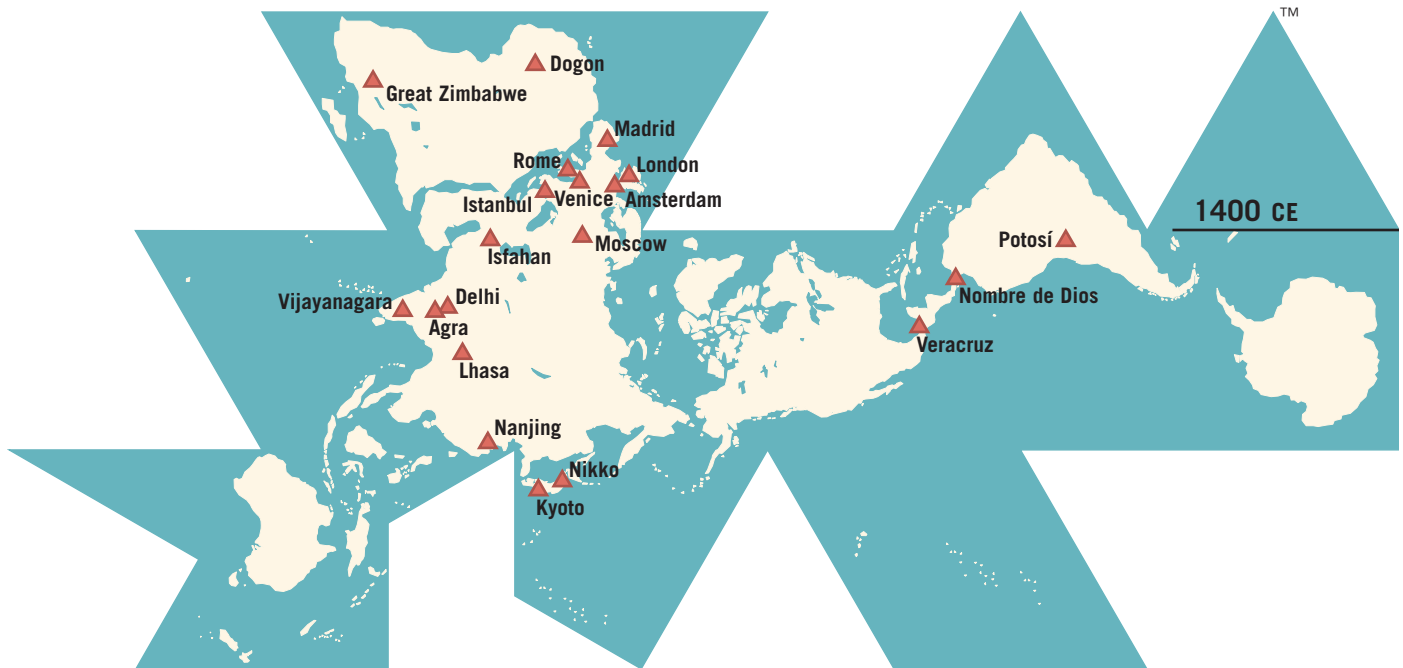 TM
Dogon
Great Zimbabwe
Madrid
Rome
London
Istanbul
Venice
Amsterdam
1400 CE
Potosí
Moscow
Isfahan
Nombre de Dios
Vijayanagara
Delhi
Agra
Veracruz
Lhasa
Nanjing
Nikko
Kyoto